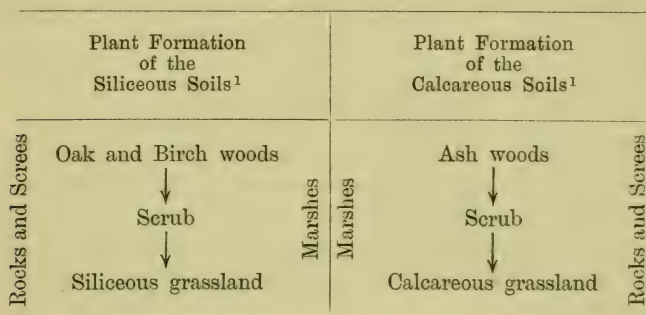 Plant Formation
of the
Siliceous Soils¹
Plant Formation
of the
Calcareous Soils¹
Rocks and Screes
Oak and Birch woods
Scrub
Siliceous grassland
Marshes
Marshes
Ash woods
Scrub
Calcareous grassland
Rocks and Screes